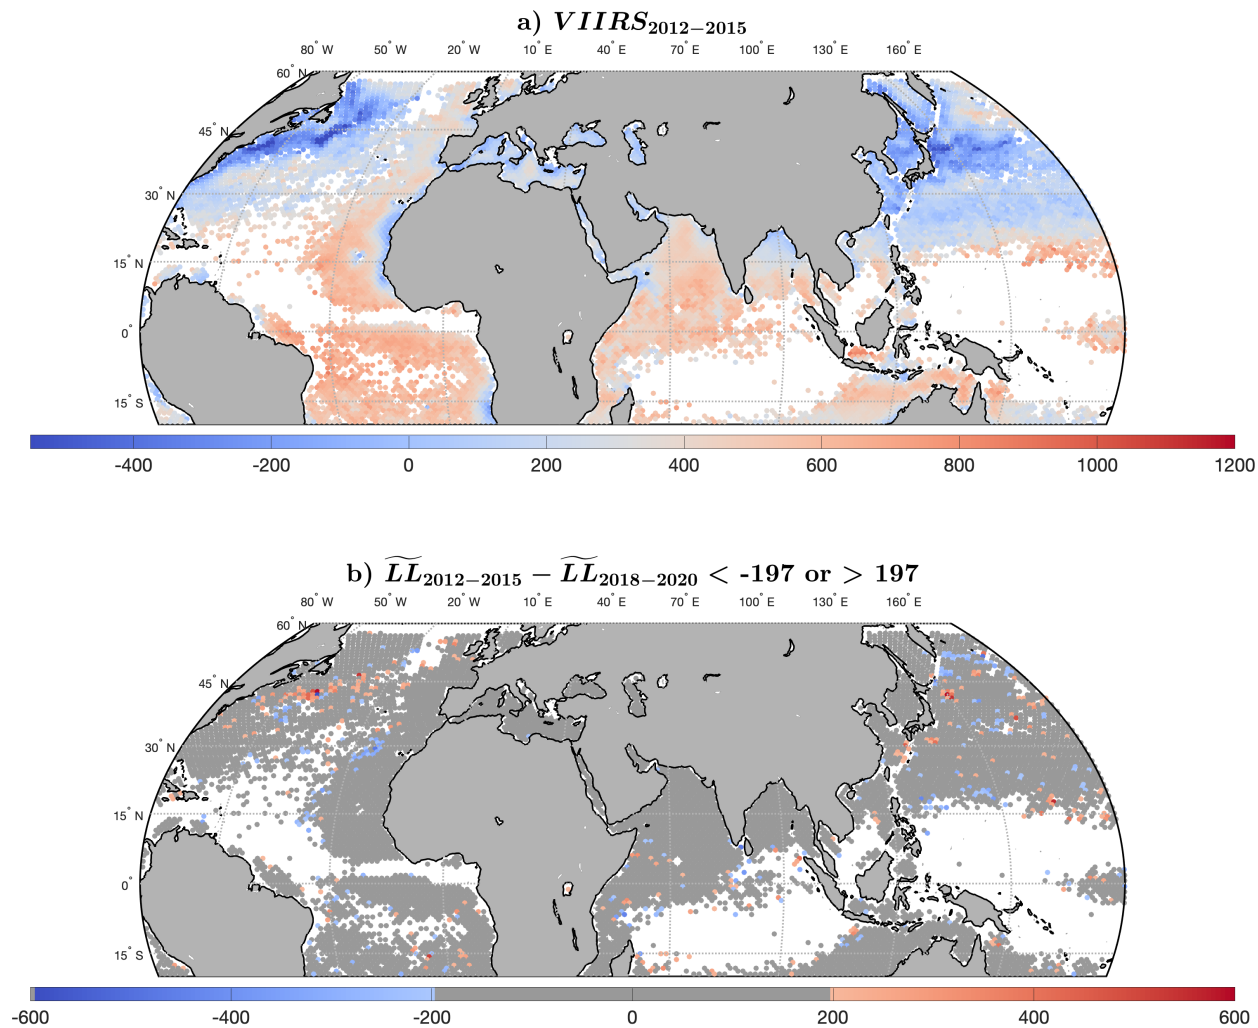 a) VIIRS₂₀₁₂₋₂₀₁₅
80° W 50° W 20° W 10° E 40° E 70° E 100° E 130° E 160° E
60° N
45° N
30° N
15° N
0°
15° S
-400 -200 0 200 400 600 800 1000 1200
b) L͠L₂₀₁₂₋₂₀₁₅ − L͠L₂₀₁₈₋₂₀₂₀ < -197 or > 197
80° W 50° W 20° W 10° E 40° E 70° E 100° E 130° E 160° E
60° N
45° N
30° N
15° N
0°
15° S
-600 -400 -200 0 200 400 600